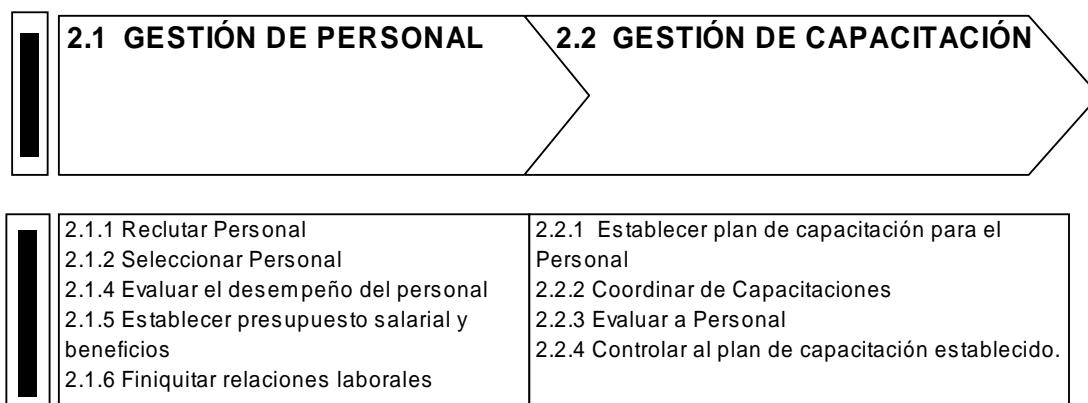 2.1 GESTIÓN DE PERSONAL
2.2 GESTIÓN DE CAPACITACIÓN
2.1.1 Reclutar Personal
2.1.2 Seleccionar Personal
2.1.4 Evaluar el desempeño del personal
2.1.5 Establecer presupuesto salarial y
beneficios
2.1.6 Finiquitar relaciones laborales
2.2.1 Establecer plan de capacitación para el
Personal
2.2.2 Coordinar de Capacitaciones
2.2.3 Evaluar a Personal
2.2.4 Controlar al plan de capacitación establecido.